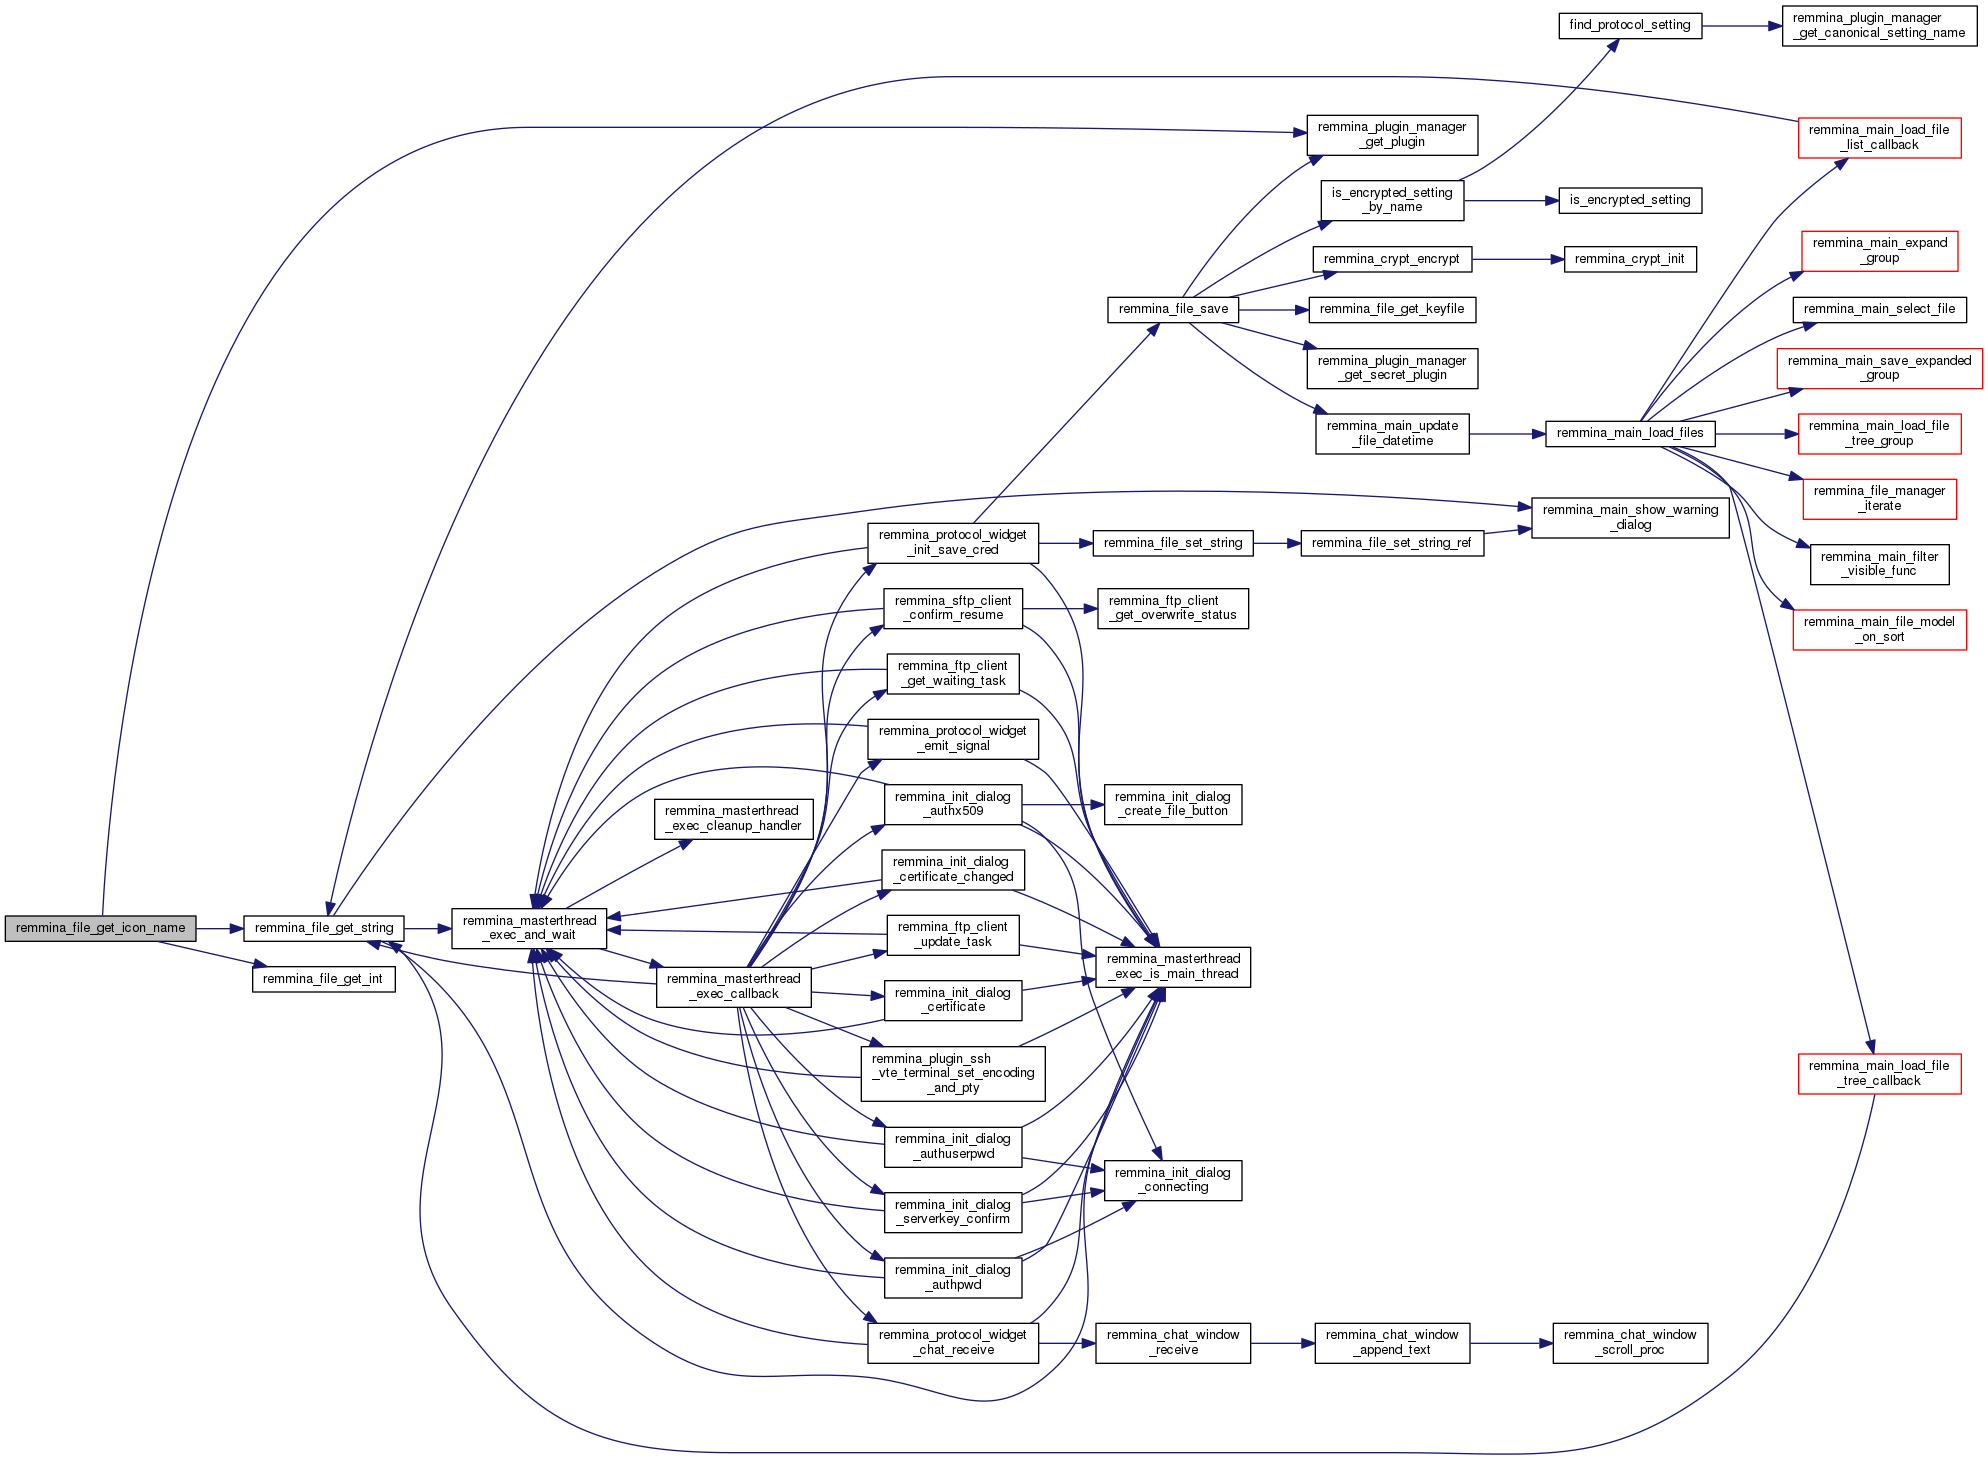 remmina_file_get_icon_name
remmina_file_get_string
remmina_file_get_int
remmina_masterthread
_exec_and_wait
remmina_masterthread
_exec_cleanup_handler
remmina_masterthread
_exec_callback
remmina_protocol_widget
_init_save_cred
remmina_sftp_client
_confirm_resume
remmina_ftp_client
_get_waiting_task
remmina_protocol_widget
_emit_signal
remmina_init_dialog
_authx509
remmina_init_dialog
_certificate_changed
remmina_ftp_client
_update_task
remmina_init_dialog
_certificate
remmina_plugin_ssh
_vte_terminal_set_encoding
_and_pty
remmina_init_dialog
_authuserpwd
remmina_init_dialog
_serverkey_confirm
remmina_init_dialog
_authpwd
remmina_protocol_widget
_chat_receive
remmina_file_save
remmina_file_set_string
remmina_ftp_client
_get_overwrite_status
remmina_init_dialog
_create_file_button
remmina_masterthread
_exec_is_main_thread
remmina_init_dialog
_connecting
remmina_chat_window
_receive
remmina_plugin_manager
_get_plugin
is_encrypted_setting
_by_name
remmina_crypt_encrypt
remmina_file_get_keyfile
remmina_plugin_manager
_get_secret_plugin
remmina_main_update
_file_datetime
remmina_file_set_string_ref
remmina_chat_window
_append_text
find_protocol_setting
is_encrypted_setting
remmina_crypt_init
remmina_main_load_files
remmina_main_show_warning
_dialog
remmina_chat_window
_scroll_proc
remmina_plugin_manager
_get_canonical_setting_name
remmina_main_load_file
_list_callback
remmina_main_expand
_group
remmina_main_select_file
remmina_main_save_expanded
_group
remmina_main_load_file
_tree_group
remmina_file_manager
_iterate
remmina_main_filter
_visible_func
remmina_main_file_model
_on_sort
remmina_main_load_file
_tree_callback